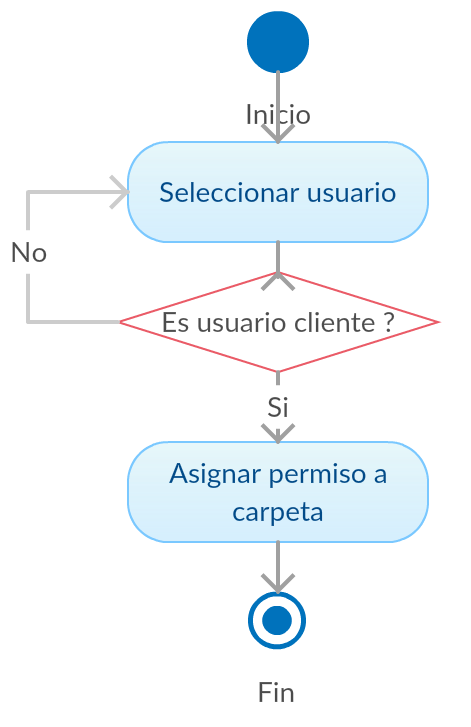 Inicio
Seleccionar usuario
No
Es usuario cliente ?
Si
Asignar permiso a
carpeta
Fin